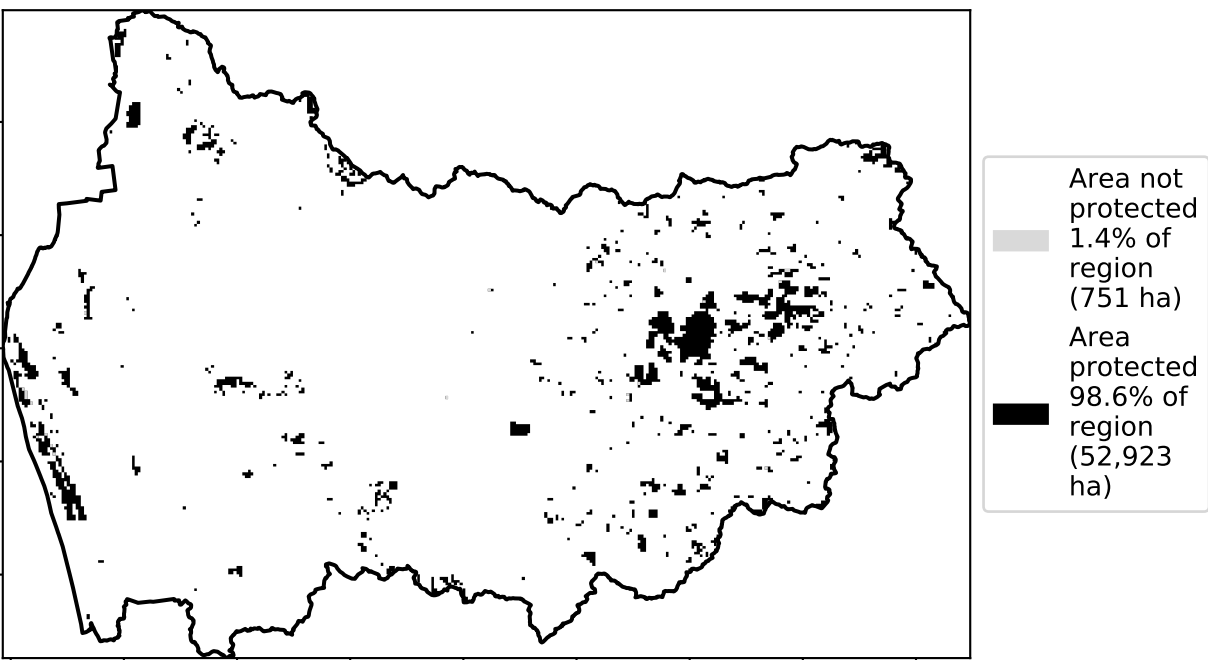 Area not
protected
1.4% of
region
(751 ha)
Area
protected
98.6% of
region
(52,923
ha)